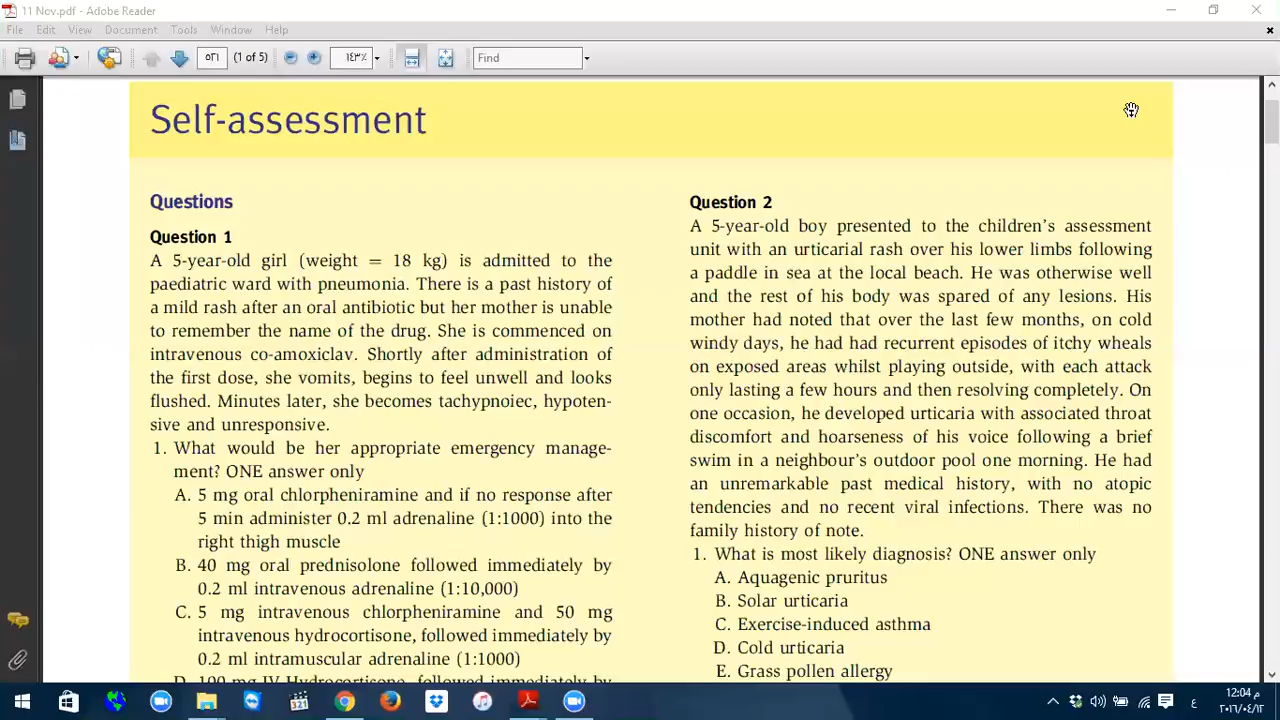 11 Nov.pdf - Adobe Reader
File Edit View Document Tools Window Help
٥٢٦ (1 of 5) ١٤٣% Find
Self-assessment
Questions
Question 1
A 5-year-old girl (weight = 18 kg) is admitted to the
paediatric ward with pneumonia. There is a past history of
a mild rash after an oral antibiotic but her mother is unable
to remember the name of the drug. She is commenced on
intravenous co-amoxiclav. Shortly after administration of
the first dose, she vomits, begins to feel unwell and looks
flushed. Minutes later, she becomes tachypnoiec, hypoten-
sive and unresponsive.
1. What would be her appropriate emergency manage-
ment? ONE answer only
A. 5 mg oral chlorpheniramine and if no response after
5 min administer 0.2 ml adrenaline (1:1000) into the
right thigh muscle
B. 40 mg oral prednisolone followed immediately by
0.2 ml intravenous adrenaline (1:10,000)
C. 5 mg intravenous chlorpheniramine and 50 mg
intravenous hydrocortisone, followed immediately by
0.2 ml intramuscular adrenaline (1:1000)
D. 100 mg IV Hydrocortisone, followed immediately by
Question 2
A 5-year-old boy presented to the children's assessment
unit with an urticarial rash over his lower limbs following
a paddle in sea at the local beach. He was otherwise well
and the rest of his body was spared of any lesions. His
mother had noted that over the last few months, on cold
windy days, he had had recurrent episodes of itchy wheals
on exposed areas whilst playing outside, with each attack
only lasting a few hours and then resolving completely. On
one occasion, he developed urticaria with associated throat
discomfort and hoarseness of his voice following a brief
swim in a neighbour's outdoor pool one morning. He had
an unremarkable past medical history, with no atopic
tendencies and no recent viral infections. There was no
family history of note.
1. What is most likely diagnosis? ONE answer only
A. Aquagenic pruritus
B. Solar urticaria
C. Exercise-induced asthma
D. Cold urticaria
E. Grass pollen allergy
321
ع
12:04 م